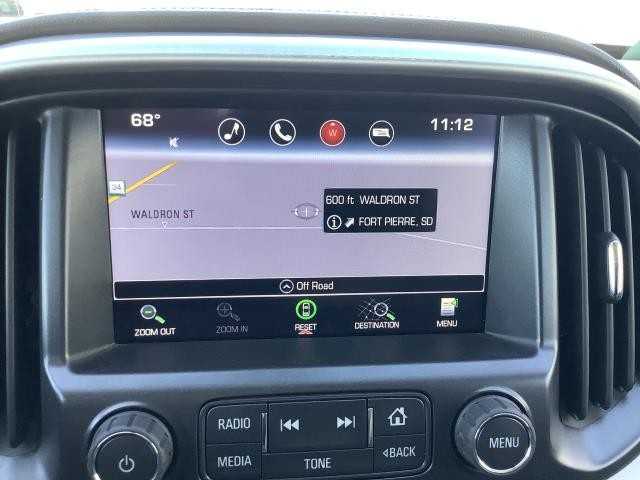 68°
W
11:12
34
WALDRON ST
600 ft WALDRON ST
FORT PIERRE, SD
Off Road
ZOOM OUT
ZOOM IN
RESET
DESTINATION
MENU
RADIO
MEDIA
TONE
BACK
MENU